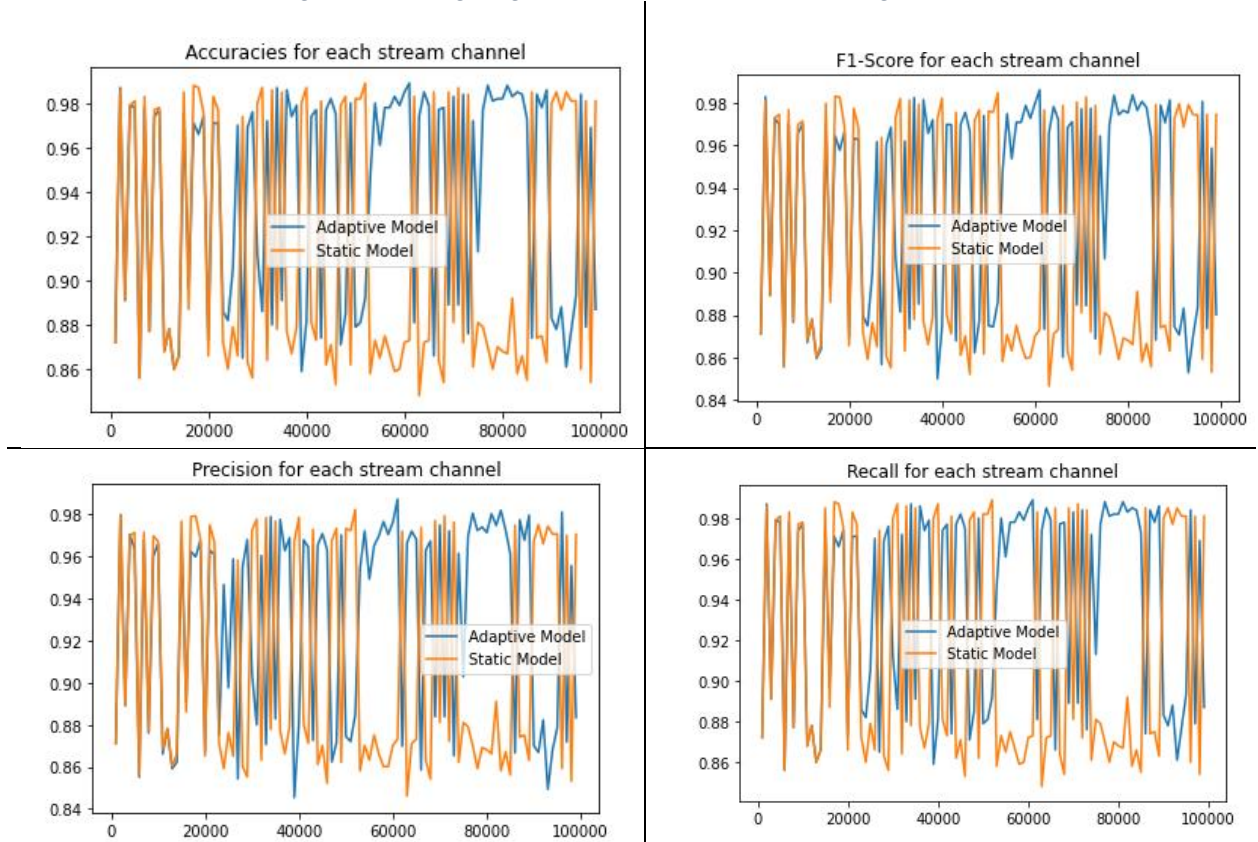 Accuracies for each stream channel
0.98
0.96
0.94
0.92
0.90
0.88
0.86
Adaptive Model
Static Model
0 20000 40000 60000 80000 100000
F1-Score for each stream channel
0.98
0.96
0.94
0.92
0.90
0.88
0.86
0.84
Adaptive Model
Static Model
0 20000 40000 60000 80000 100000
Precision for each stream channel
0.98
0.96
0.94
0.92
0.90
0.88
0.86
0.84
Adaptive Model
Static Model
0 20000 40000 60000 80000 100000
Recall for each stream channel
0.98
0.96
0.94
0.92
0.90
0.88
0.86
Adaptive Model
Static Model
0 20000 40000 60000 80000 100000